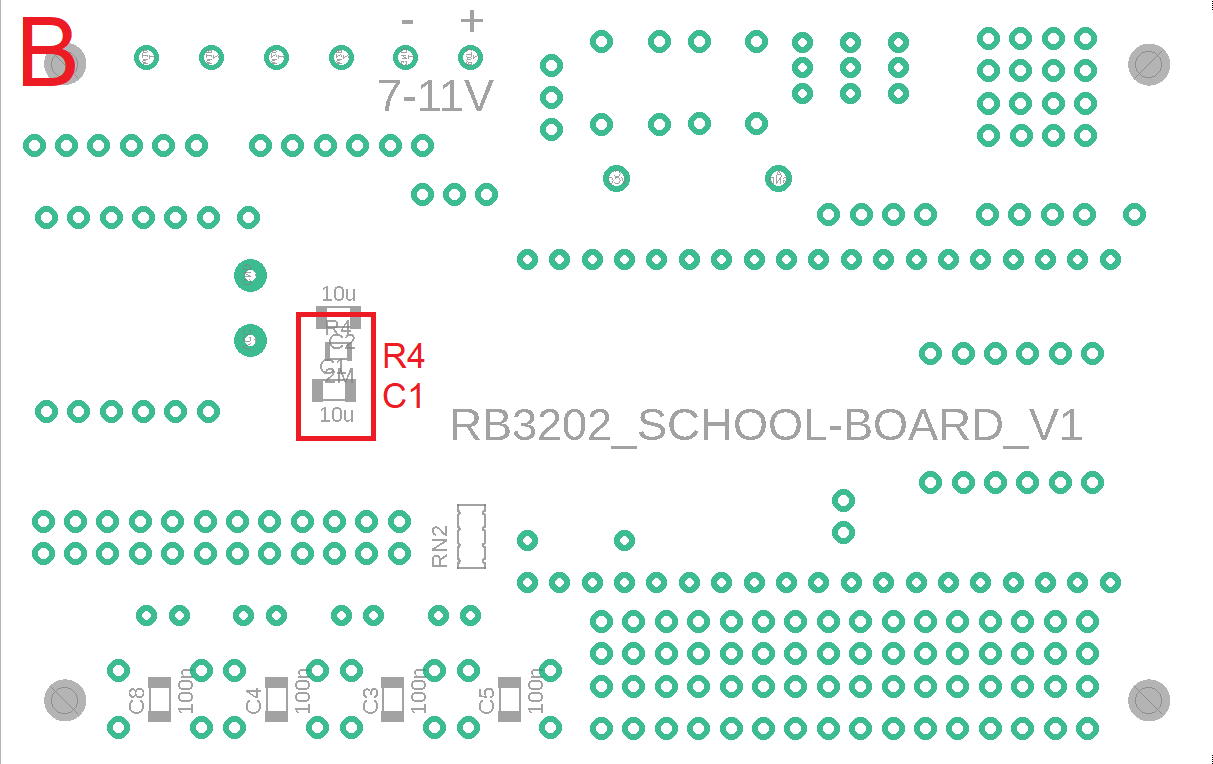 B
- +
7-11V
10u
R4
C2
R4
C1
2M
C1
10u
RB3202_SCHOOL-BOARD_V1
RN2
C8
100n
C4
100n
C3
100n
C5
100n